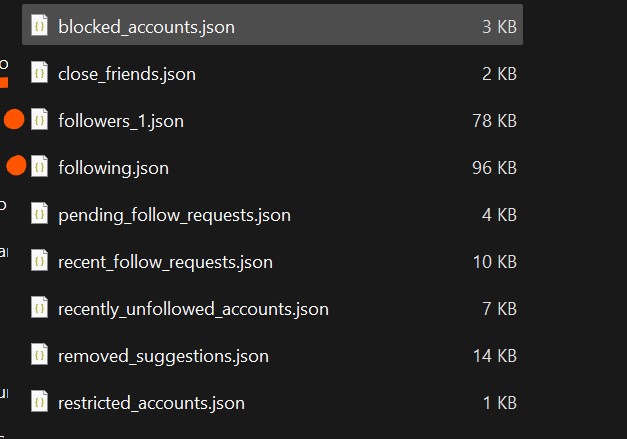 blocked_accounts.json 3 KB
close_friends.json 2 KB
followers_1.json 78 KB
following.json 96 KB
pending_follow_requests.json 4 KB
recent_follow_requests.json 10 KB
recently_unfollowed_accounts.json 7 KB
removed_suggestions.json 14 KB
restricted_accounts.json 1 KB